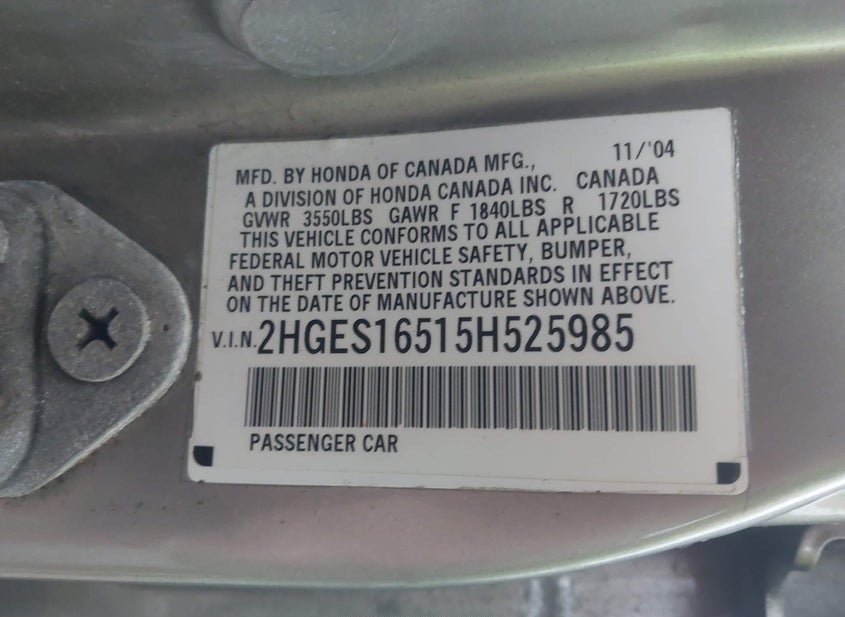 MFD. BY HONDA OF CANADA MFG., 11/'04
A DIVISION OF HONDA CANADA INC. CANADA
GVWR 3550LBS GAWR F 1840LBS R 1720LBS
THIS VEHICLE CONFORMS TO ALL APPLICABLE
FEDERAL MOTOR VEHICLE SAFETY, BUMPER,
AND THEFT PREVENTION STANDARDS IN EFFECT
ON THE DATE OF MANUFACTURE SHOWN ABOVE.
V.I.N. 2HGES16515H525985
PASSENGER CAR